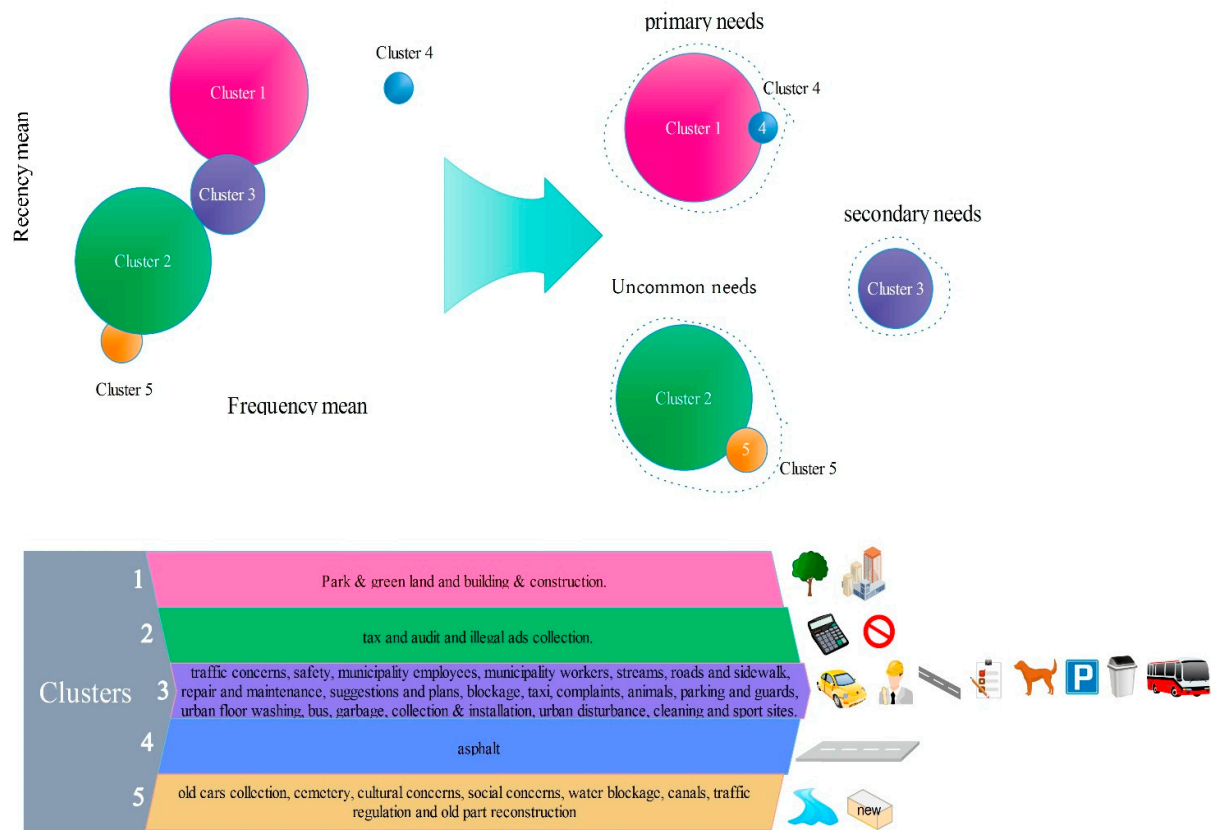 primary needs
Cluster 4
Cluster 1
Cluster 4
Cluster 1
4
Recency mean
Cluster 3
secondary needs
Cluster 2
Uncommon needs
Cluster 3
Cluster 5
Cluster 2
Frequency mean
5
Cluster 5
Clusters
1
Park & green land and building & construction.
2
tax and audit and illegal ads collection.
3
traffic concerns, safety, municipality employees, municipality workers, streams, roads and sidewalk,
repair and maintenance, suggestions and plans, blockage, taxi, complaints, animals, parking and guards,
urban floor washing, bus, garbage, collection & installation, urban disturbance, cleaning and sport sites.
P
4
asphalt
5
old cars collection, cemetery, cultural concerns, social concerns, water blockage, canals, traffic
regulation and old part reconstruction
new